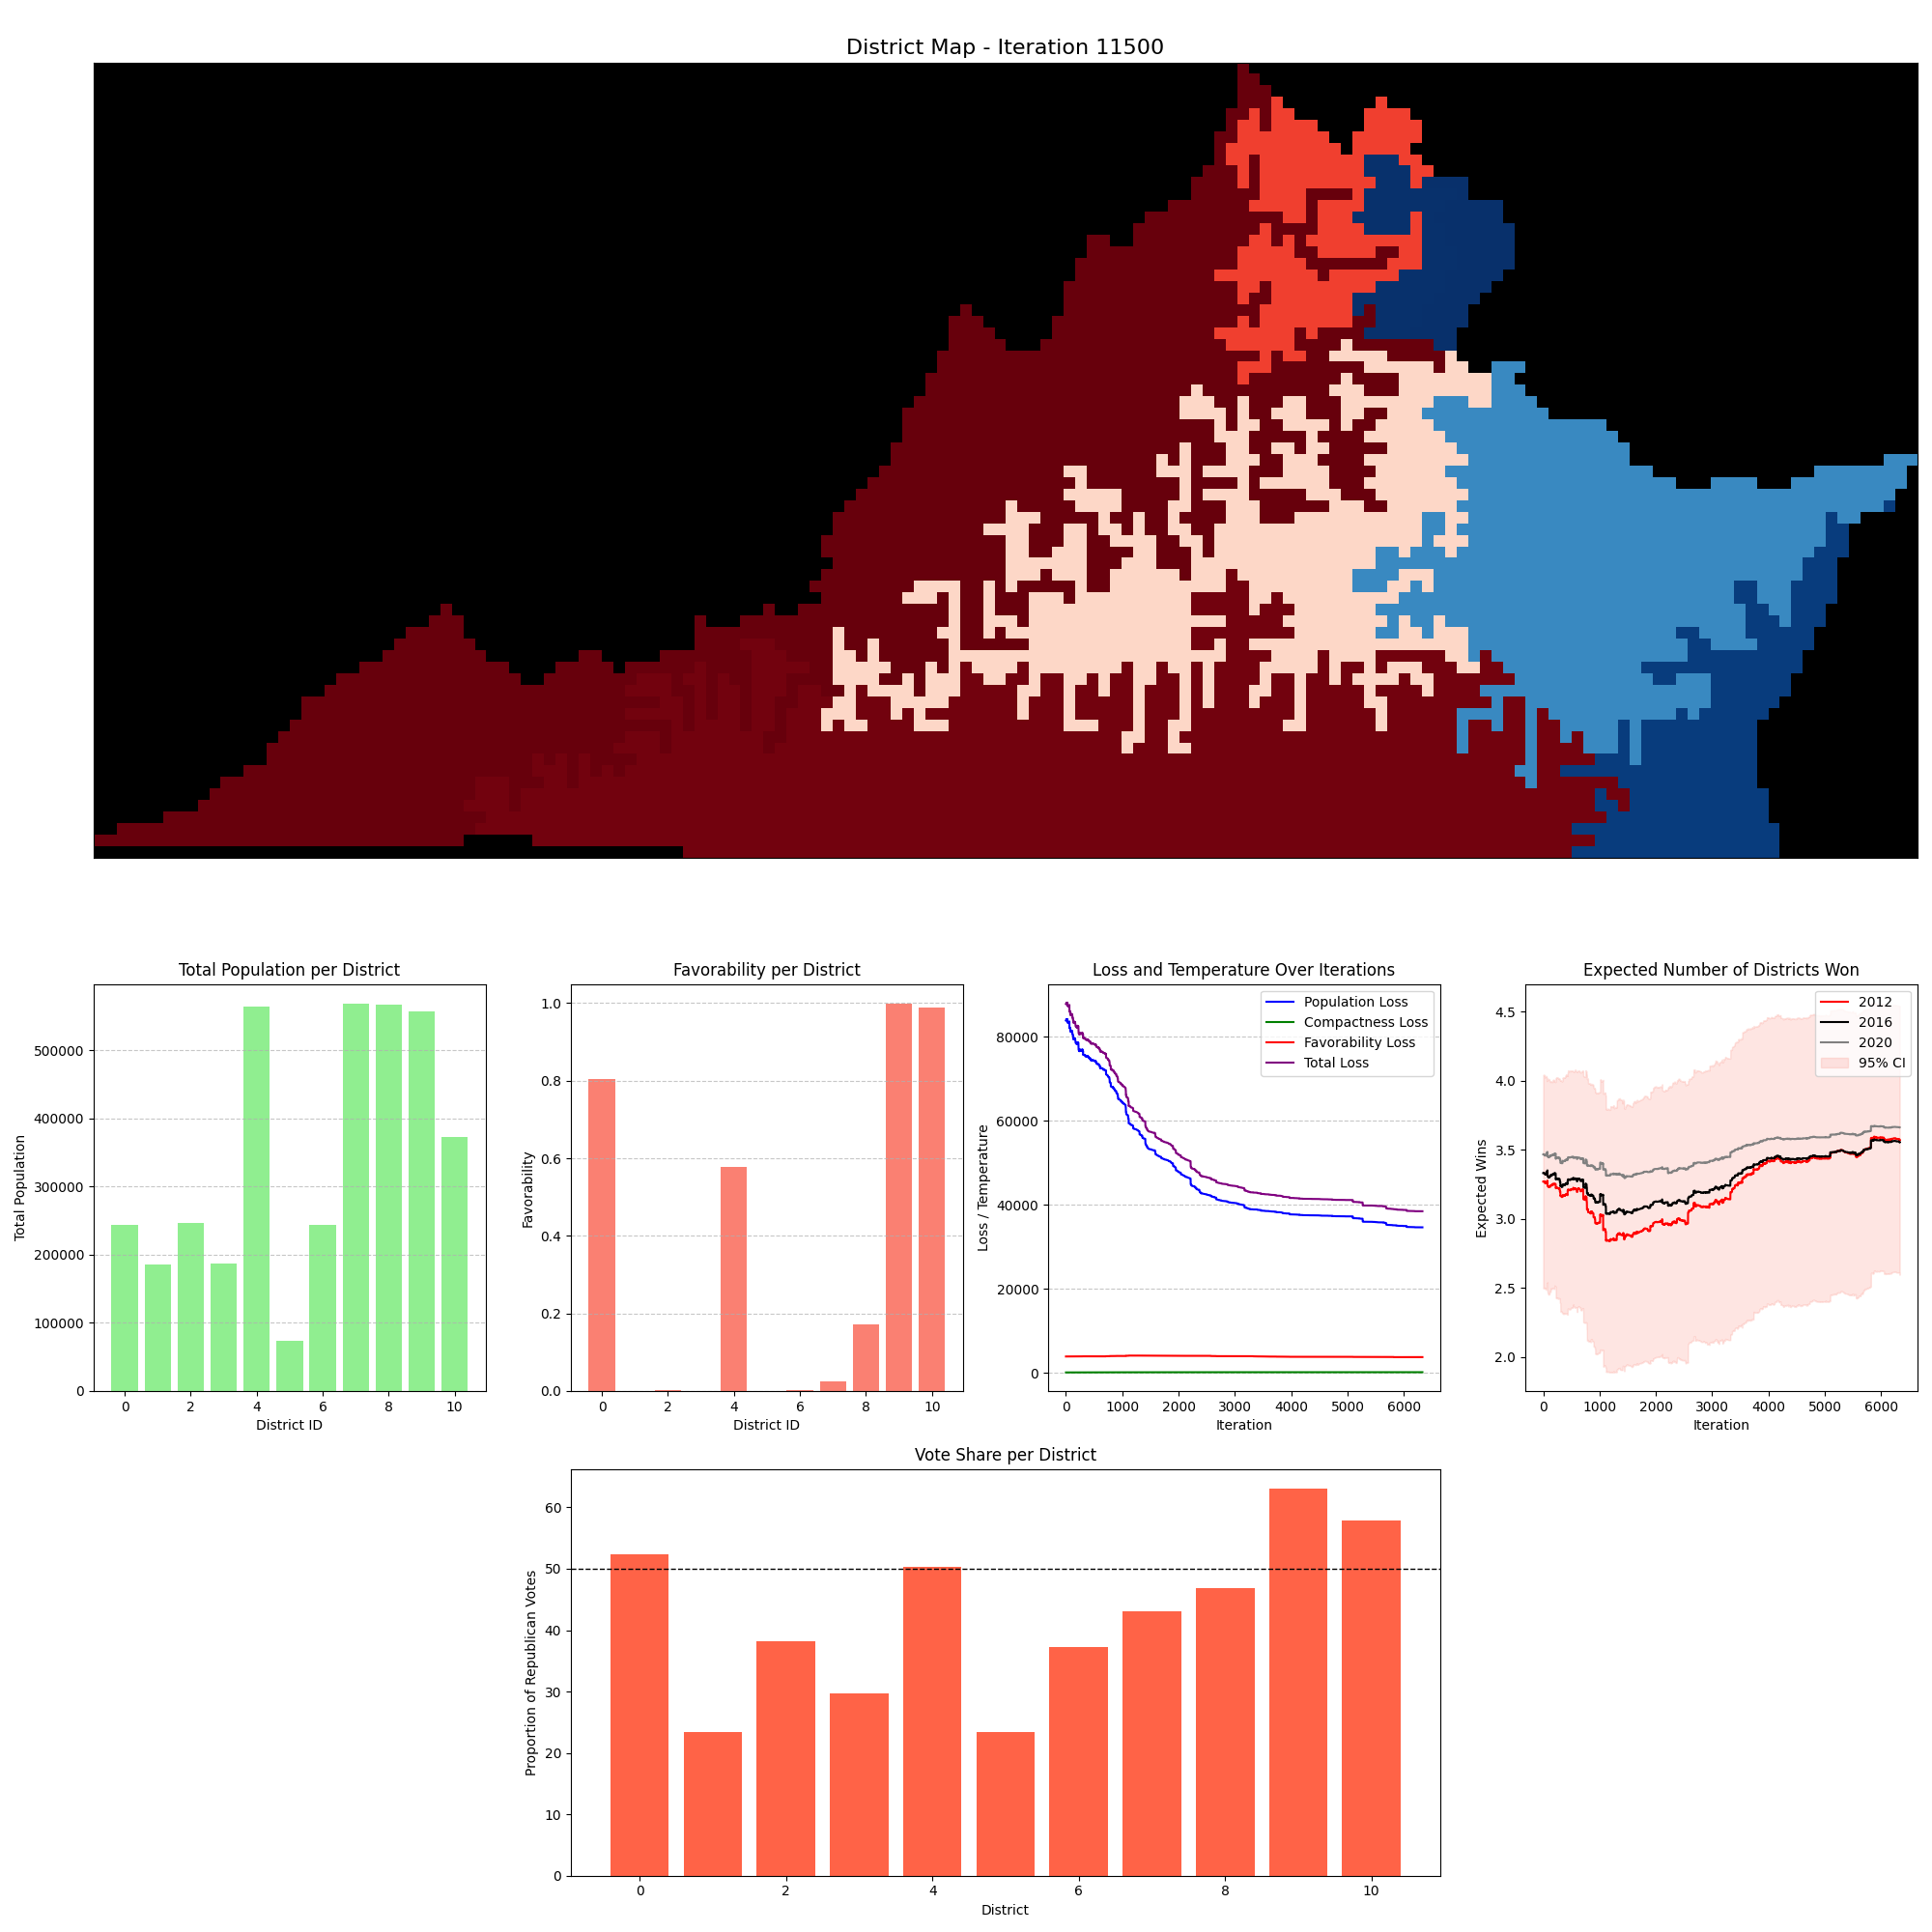 District Map - Iteration 11500
Total Population per District
Total Population
500000
400000
300000
200000
100000
0
0 2 4 6 8 10
District ID
Favorability per District
Favorability
1.0
0.8
0.6
0.4
0.2
0.0
0 2 4 6 8 10
District ID
Loss and Temperature Over Iterations
Loss / Temperature
80000
60000
40000
20000
0
Population Loss
Compactness Loss
Favorability Loss
Total Loss
0 1000 2000 3000 4000 5000 6000
Iteration
Expected Number of Districts Won
Expected Wins
4.5
4.0
3.5
3.0
2.5
2.0
2012
2016
2020
95% CI
0 1000 2000 3000 4000 5000 6000
Iteration
Vote Share per District
Proportion of Republican Votes
60
50
40
30
20
10
0
0 2 4 6 8 10
District